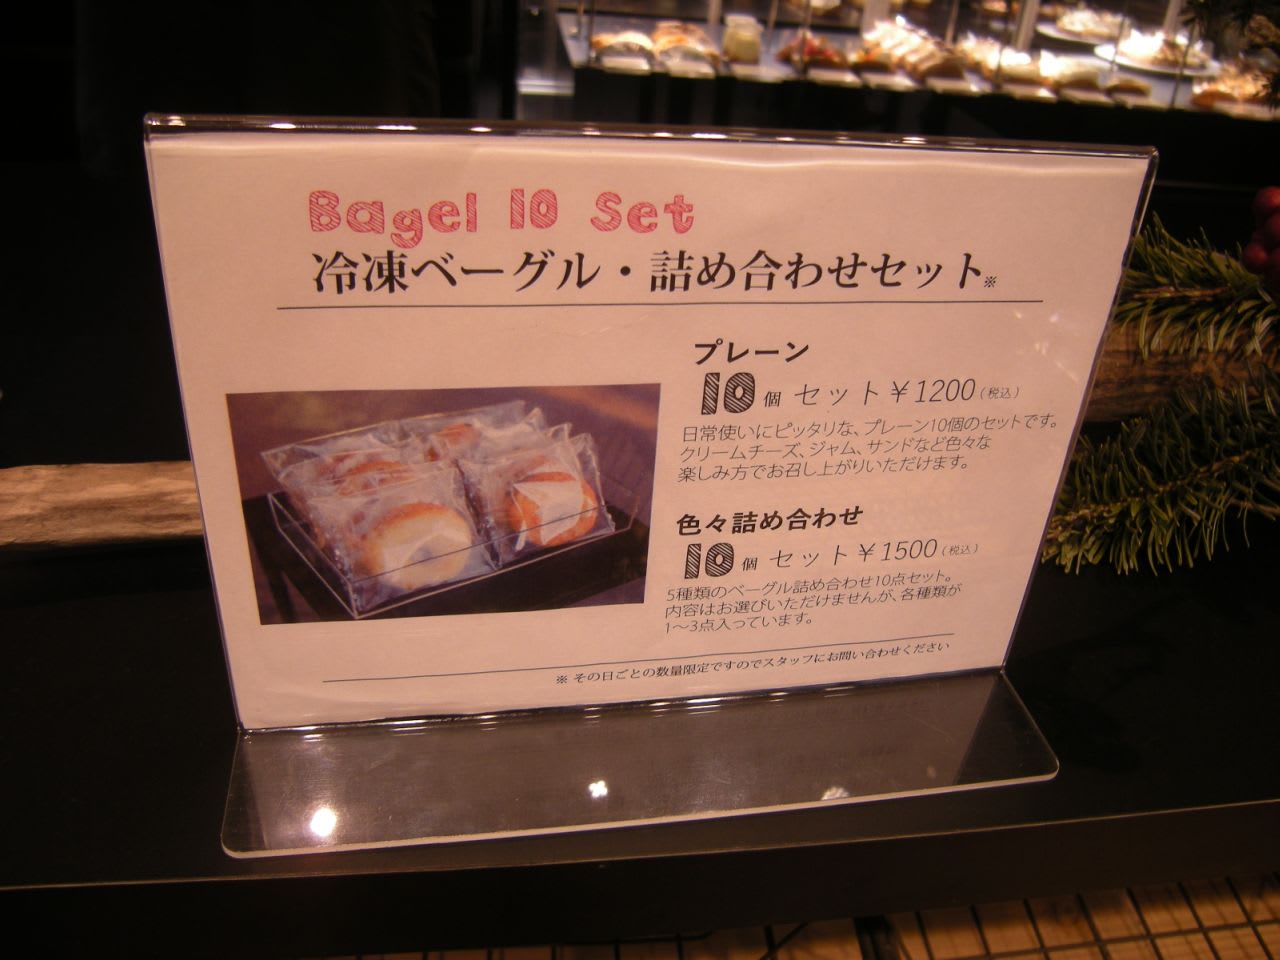 Bagel 10 Set
冷凍ベーグル・詰め合わせセット※
プレーン
10個 セット ¥1200(税込)
日常使いにピッタリな、プレーン10個のセットです。
クリームチーズ、ジャム、サンドなど色々な
楽しみ方でお召し上がりいただけます。
色々詰め合わせ
10個 セット ¥1500(税込)
5種類のベーグル詰め合わせ10点セット。
内容はお選びいただけませんが、各種類が
1～3点入っています。
※ その日ごとの数量限定ですのでスタッフにお問い合わせください